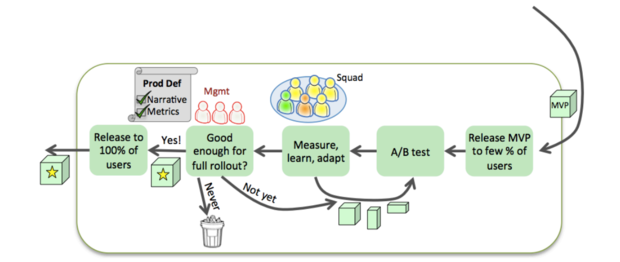 Prod Def
Narrative
Metrics
Mgmt
Squad
MVP
Release to
100% of
users
Yes!
Good
enough for
full rollout?
Measure,
learn, adapt
A/B test
Release MVP
to few % of
users
Never
Not yet